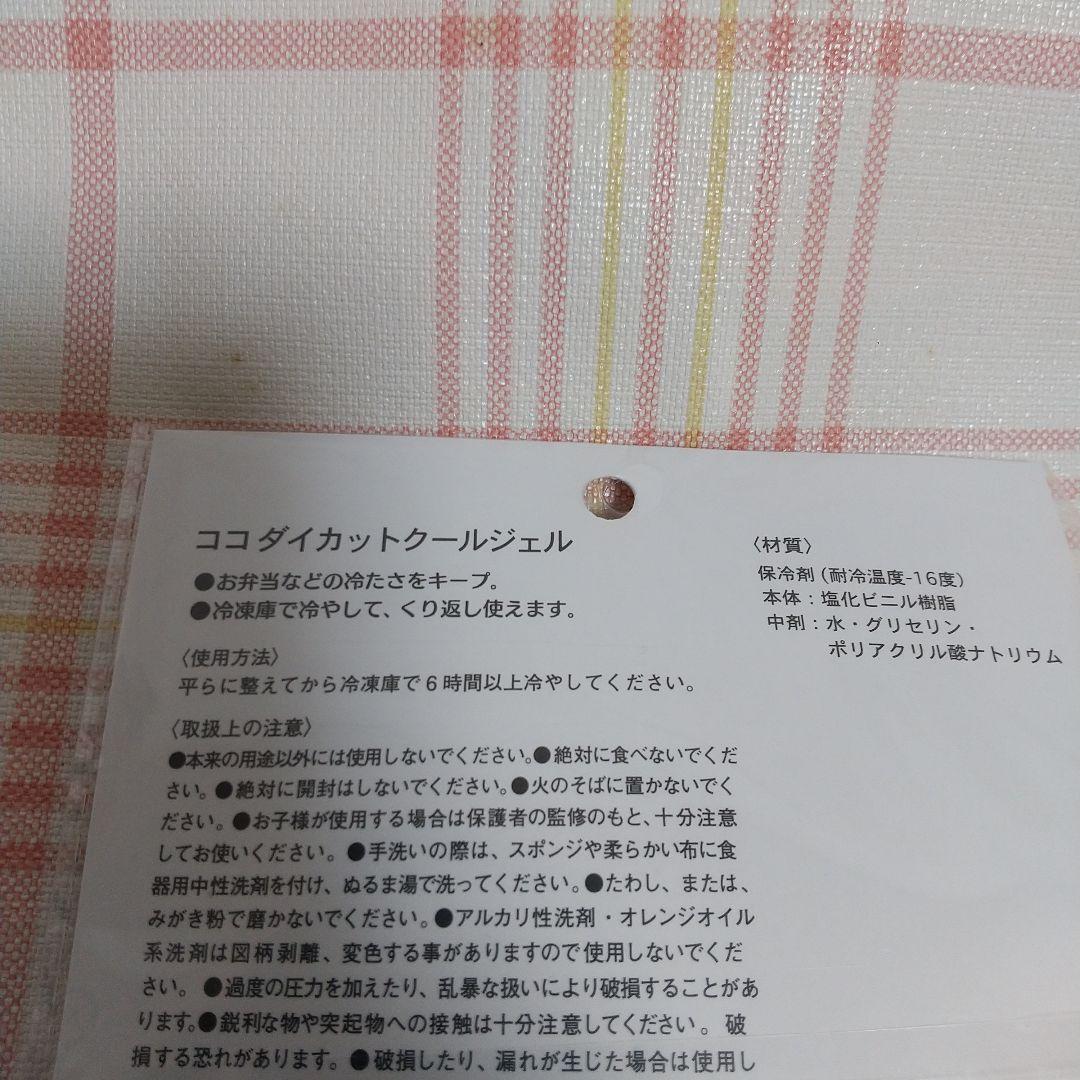 ココ ダイカットクールジェル
●お弁当などの冷たさをキープ。
●冷凍庫で冷やして、くり返し使えます。
〈使用方法〉
平らに整えてから冷凍庫で6時間以上冷やしてください。
〈取扱上の注意〉
●本来の用途以外には使用しないでください。●絶対に食べないでくだ
さい。●絶対に開封はしないでください。●火のそばに置かないでく
ださい。●お子様が使用する場合は保護者の監修のもと、十分注意
してお使いください。●手洗いの際は、スポンジや柔らかい布に食
器用中性洗剤を付け、ぬるま湯で洗ってください。●たわし、または、
みがき粉で磨かないでください。●アルカリ性洗剤・オレンジオイル
系洗剤は図柄剥離、変色する事がありますので使用しないでくだ
さい。●過度の圧力を加えたり、乱暴な扱いにより破損することがあ
ります。●鋭利な物や突起物への接触は十分注意してください。破
損する恐れがあります。●破損したり、漏れが生じた場合は使用し
〈材質〉
保冷剤(耐冷温度-16度)
本体:塩化ビニル樹脂
中剤:水・グリセリン・
ポリアクリル酸ナトリウム